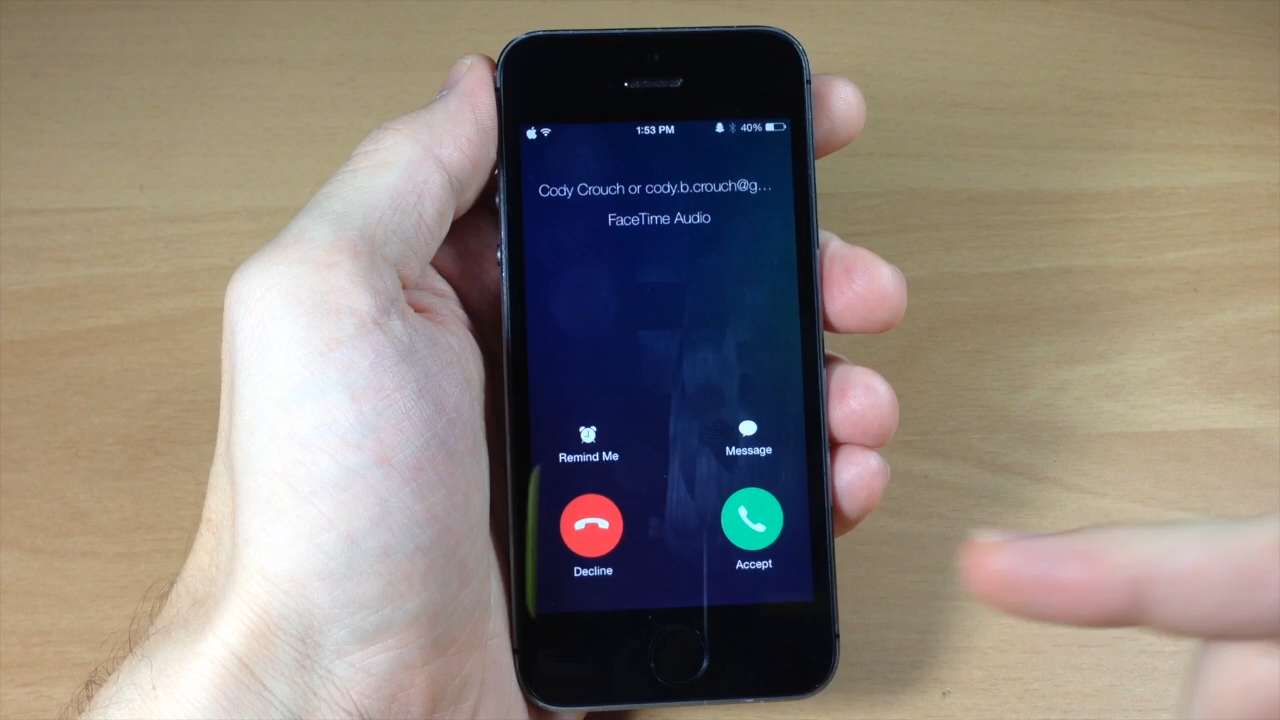 1:53 PM 40%
Cody Crouch or cody.b.crouch@g...
FaceTime Audio
Remind Me Message
Decline Accept